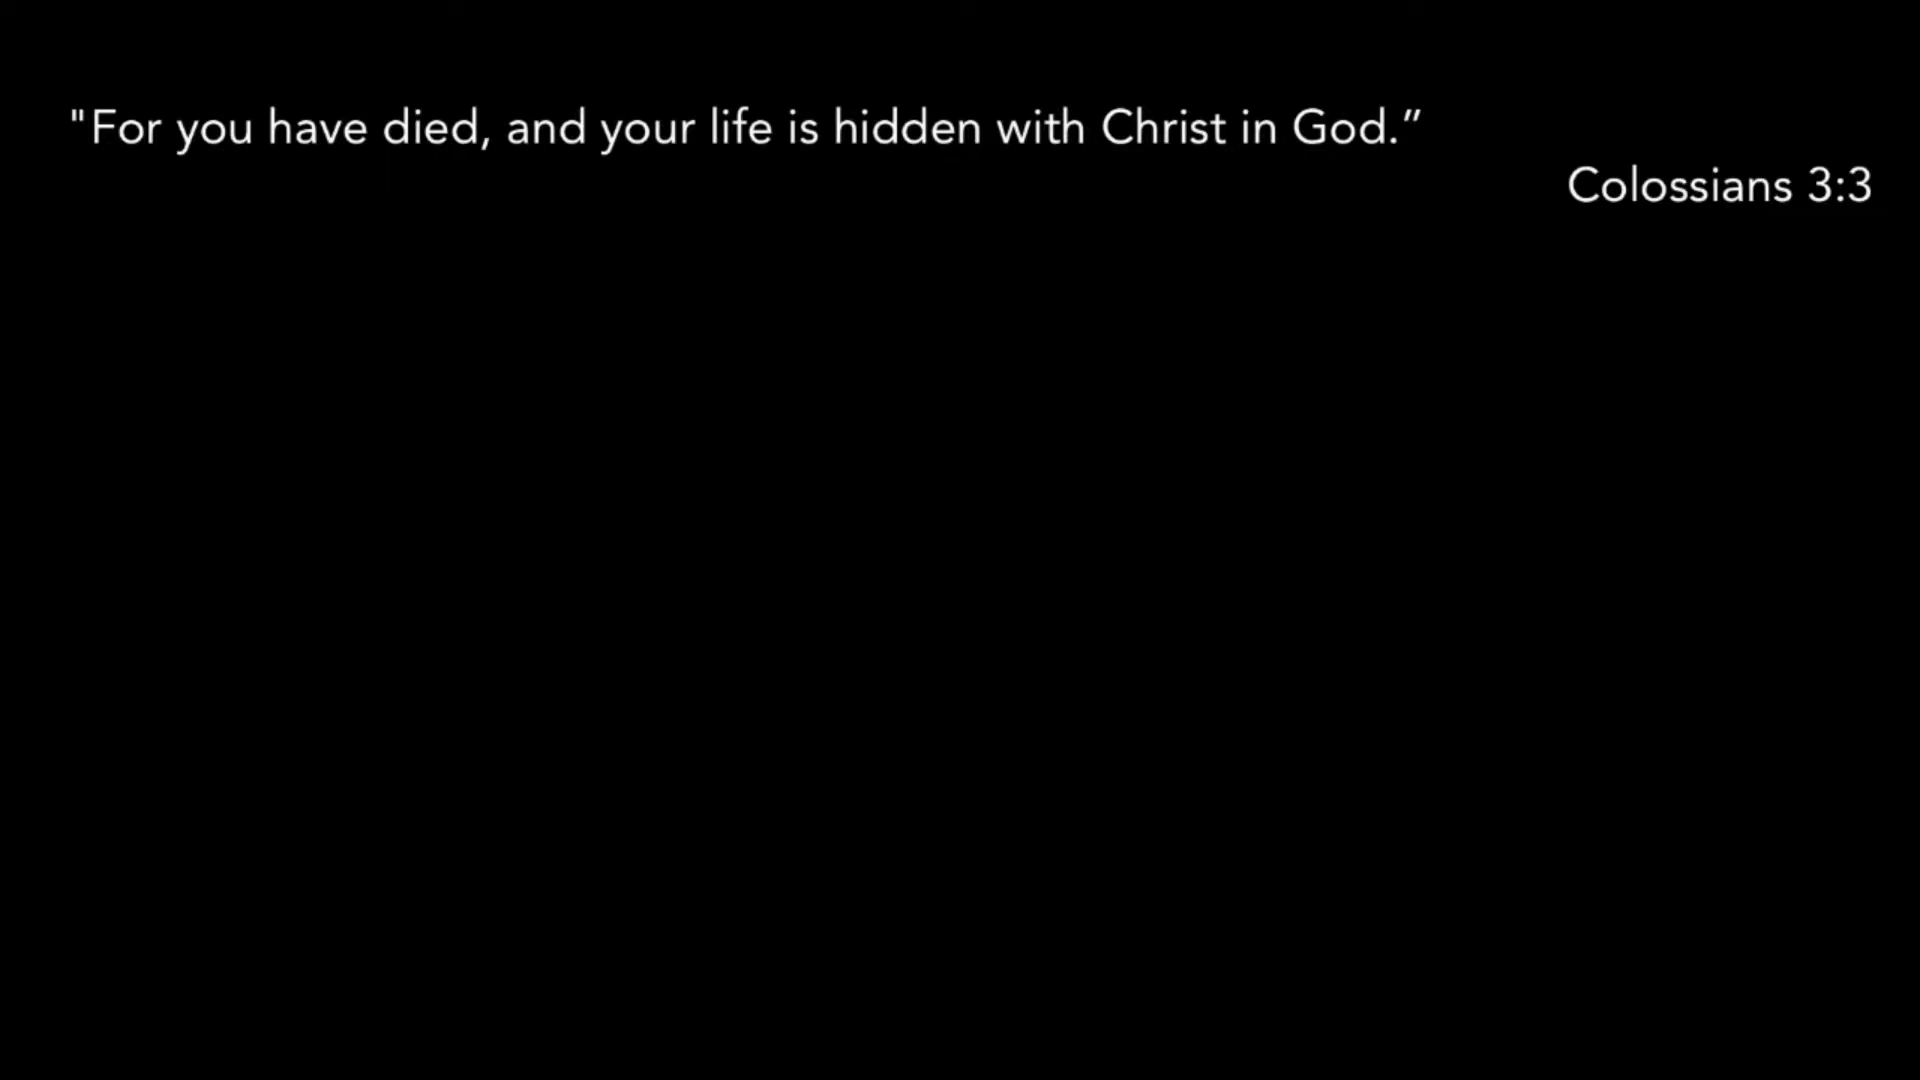 "For you have died, and your life is hidden with Christ in God.”
Colossians 3:3